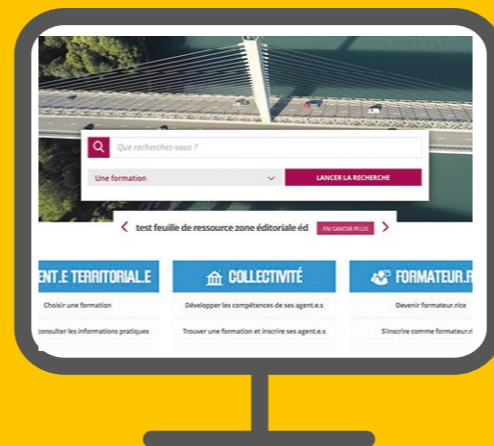 Que recherchez-vous ?
Une formation
LANCER LA RECHERCHE
test feuille de ressource zone éditoriale éd
EN SAVOIR PLUS
ENT.E TERRITORIAL.E
COLLECTIVITÉ
FORMATEUR.R
Choisir une formation
Développer les compétences de ses agent.e.s
Devenir formateur.rice
consulter les informations pratiques
Trouver une formation et inscrire ses agent.e.s
S'inscrire comme formateur.ri